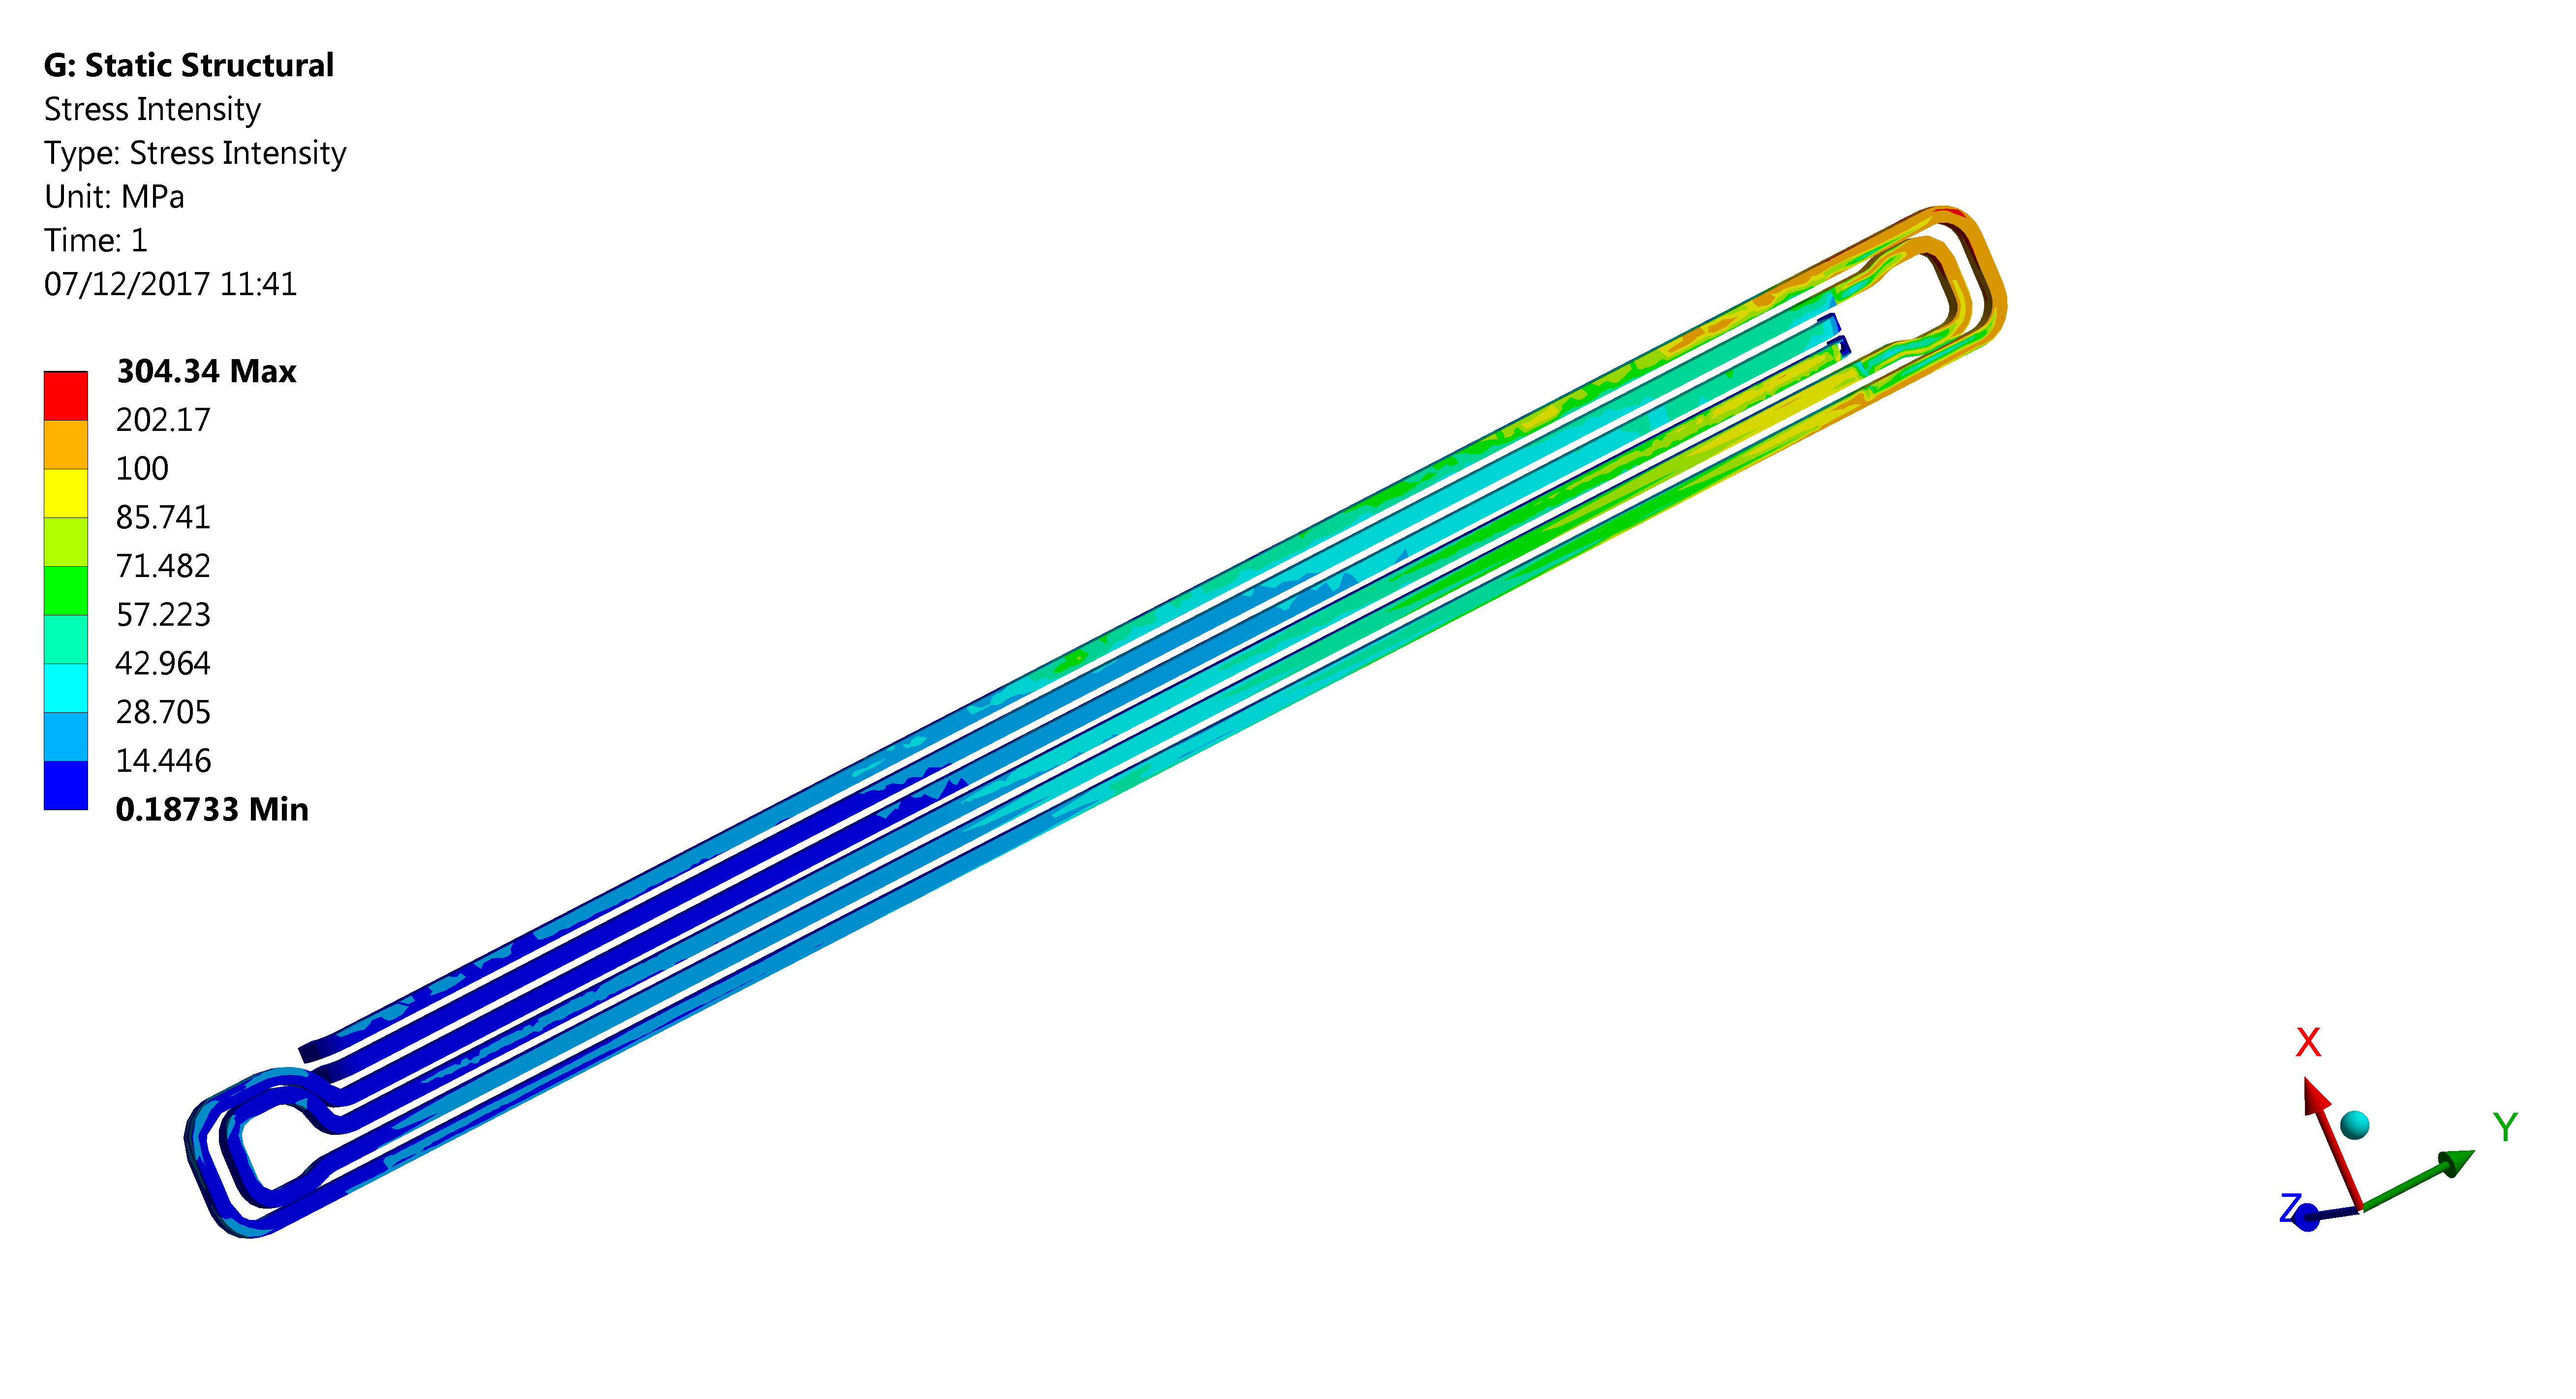 G: Static Structural
Stress Intensity
Type: Stress Intensity
Unit: MPa
Time: 1
07/12/2017 11:41
304.34 Max
202.17
100
85.741
71.482
57.223
42.964
28.705
14.446
0.18733 Min
X
Y
Z